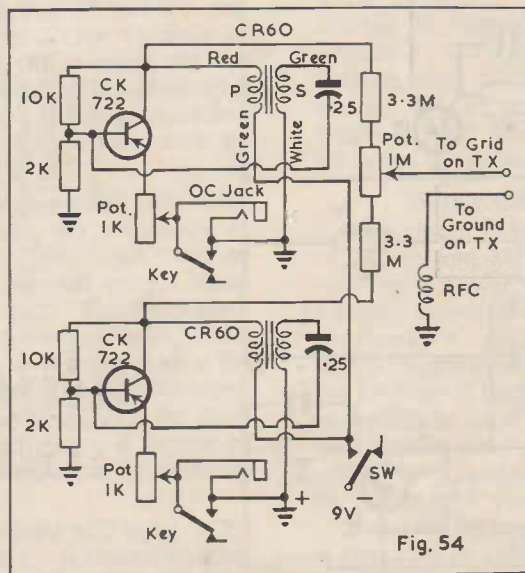 CR60
Red
Green
10K
CK
722
P
S
.25
3.3M
Green
White
Pot.
1M
To Grid
on TX
2K
Pot.
1K
OC Jack
To
Ground
on TX
3.3
M
Key
RFC
10K
CK
722
CR60
.25
2K
Pot
1K
+
SW
Key
9V
−
Fig. 54